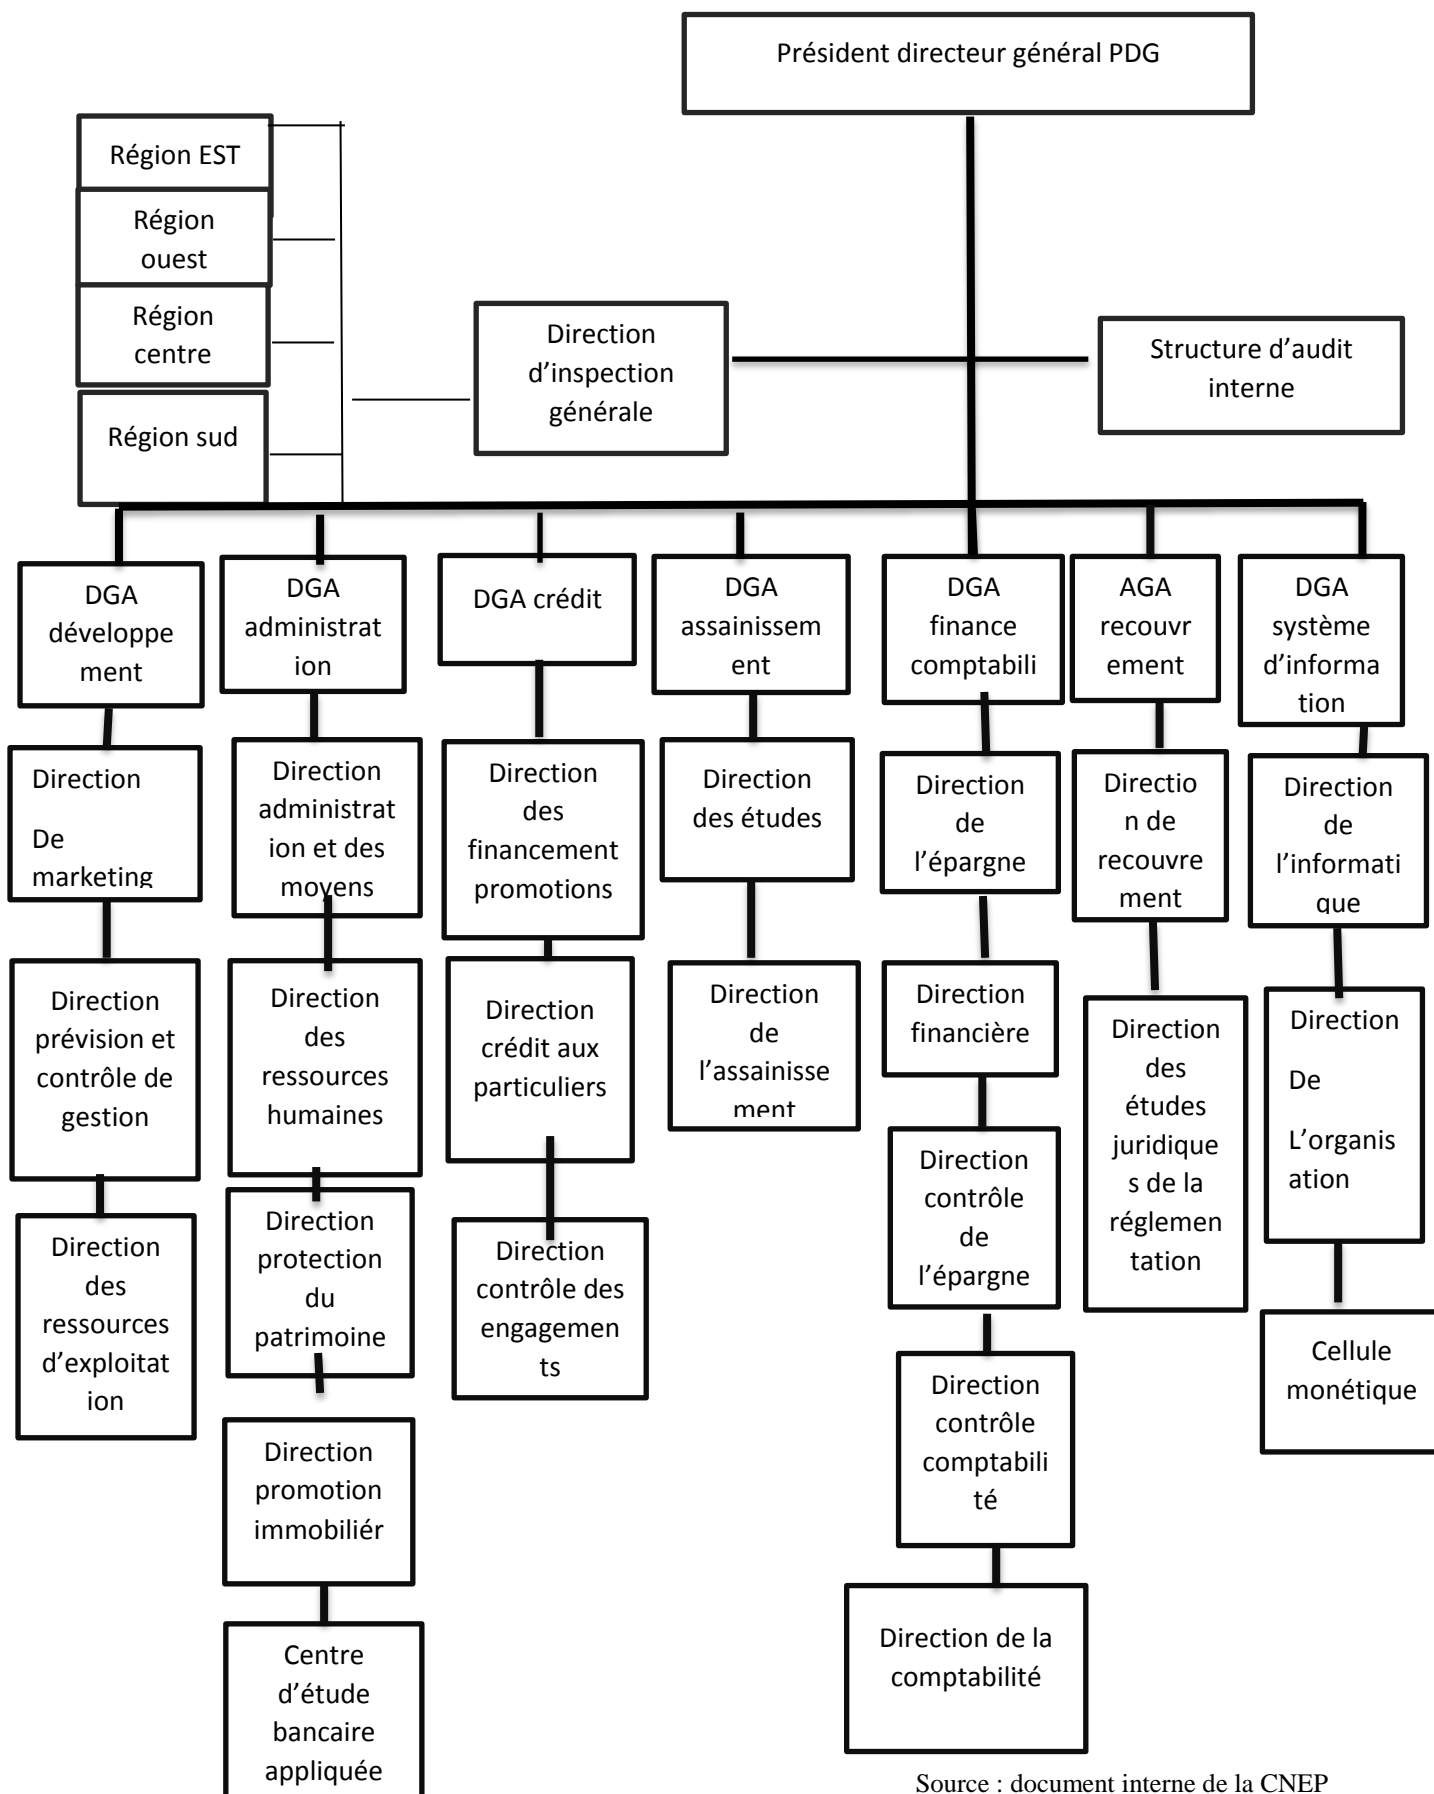 Président directeur général PDG
Région EST
Région
ouest
Région
centre
Région sud
Direction
d’inspection
générale
Structure d’audit
interne
DGA
développe
ment
Direction
De
marketing
Direction
prévision et
contrôle de
gestion
Direction
des
ressources
d’exploitat
ion
DGA
administrat
ion
Direction
administrat
ion et des
moyens
Direction
des
ressources
humaines
Direction
protection
du
patrimoine
Direction
promotion
immobiliér
Centre
d’étude
bancaire
appliquée
DGA crédit
Direction
des
financement
promotions
Direction
crédit aux
particuliers
Direction
contrôle des
engagemen
ts
DGA
assainissem
ent
Direction
des études
Direction
de
l’assainisse
ment
DGA
finance
comptabili
Direction
de
l’épargne
Direction
financière
Direction
contrôle
de
l’épargne
Direction
contrôle
comptabili
té
Direction de la
comptabilité
AGA
recouvr
ement
Directio
n de
recouvre
ment
Direction
des
études
juridique
s de la
réglemen
tation
DGA
système
d’informa
tion
Direction
de
l’informati
que
Direction
De
L’organis
ation
Cellule
monétique
Source : document interne de la CNEP